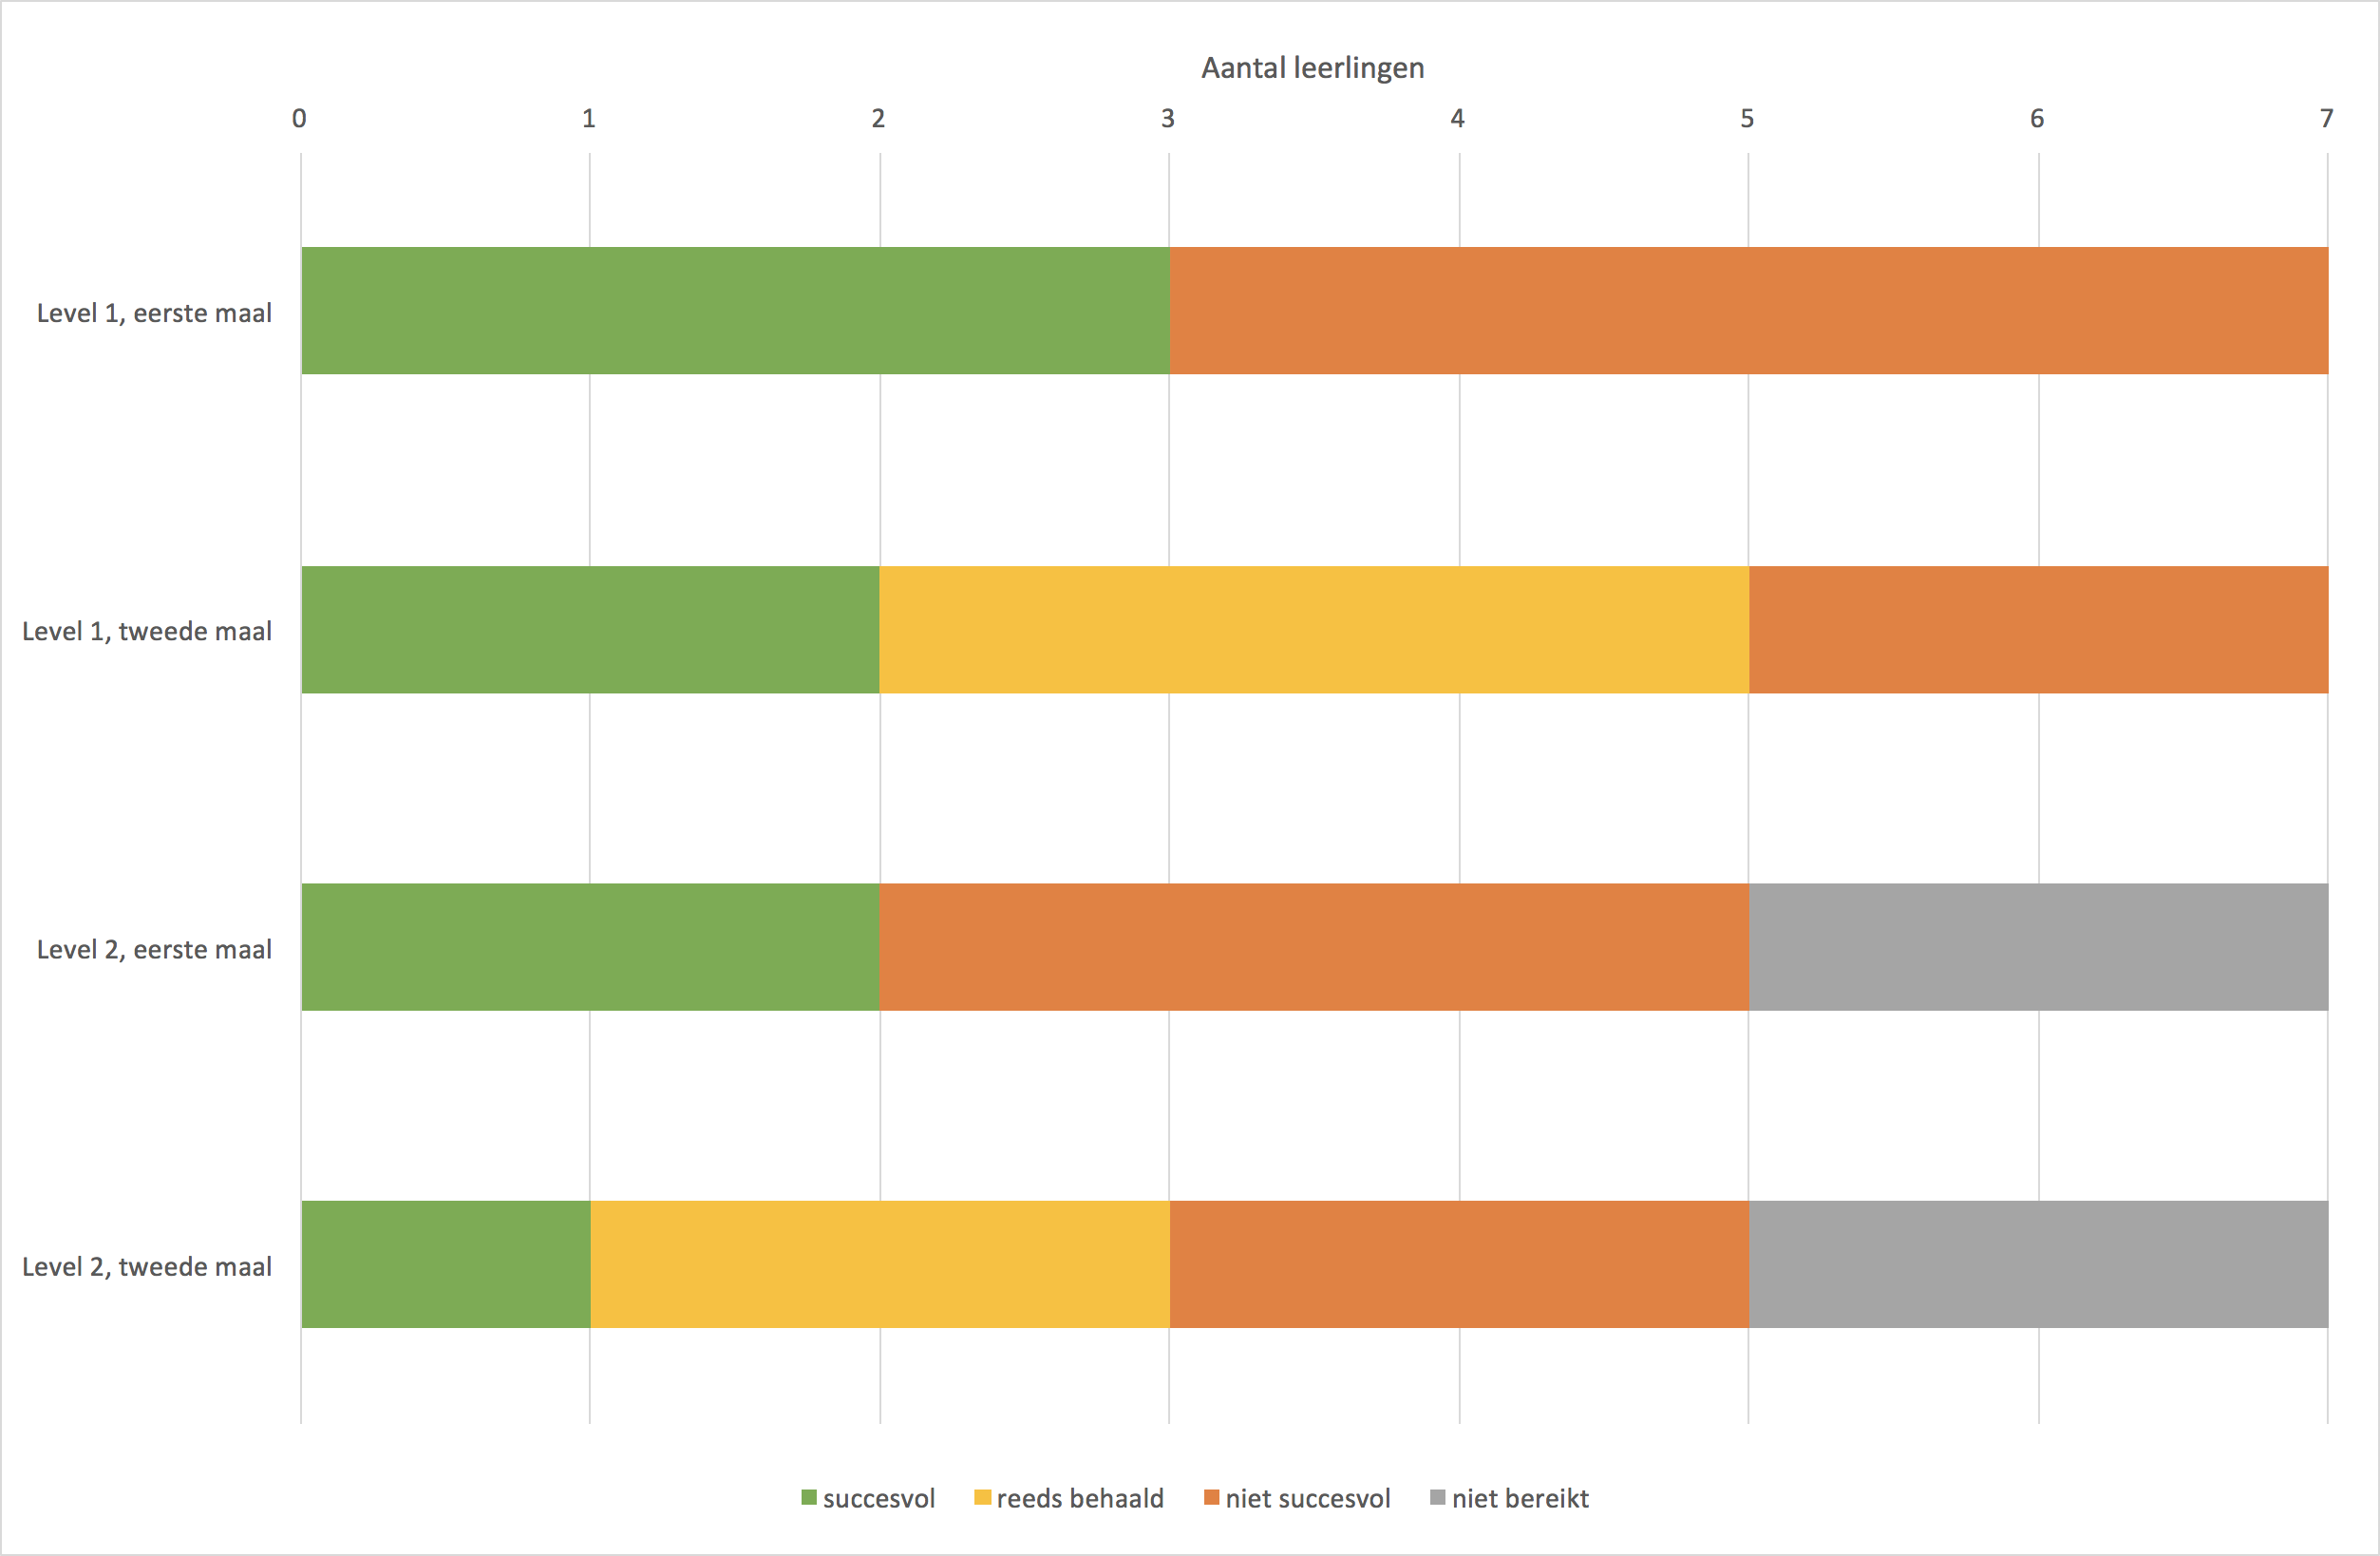 Aantal leerlingen
0 1 2 3 4 5 6 7
Level 1, eerste maal
Level 1, tweede maal
Level 2, eerste maal
Level 2, tweede maal
succesvol reeds behaald niet succesvol niet bereikt